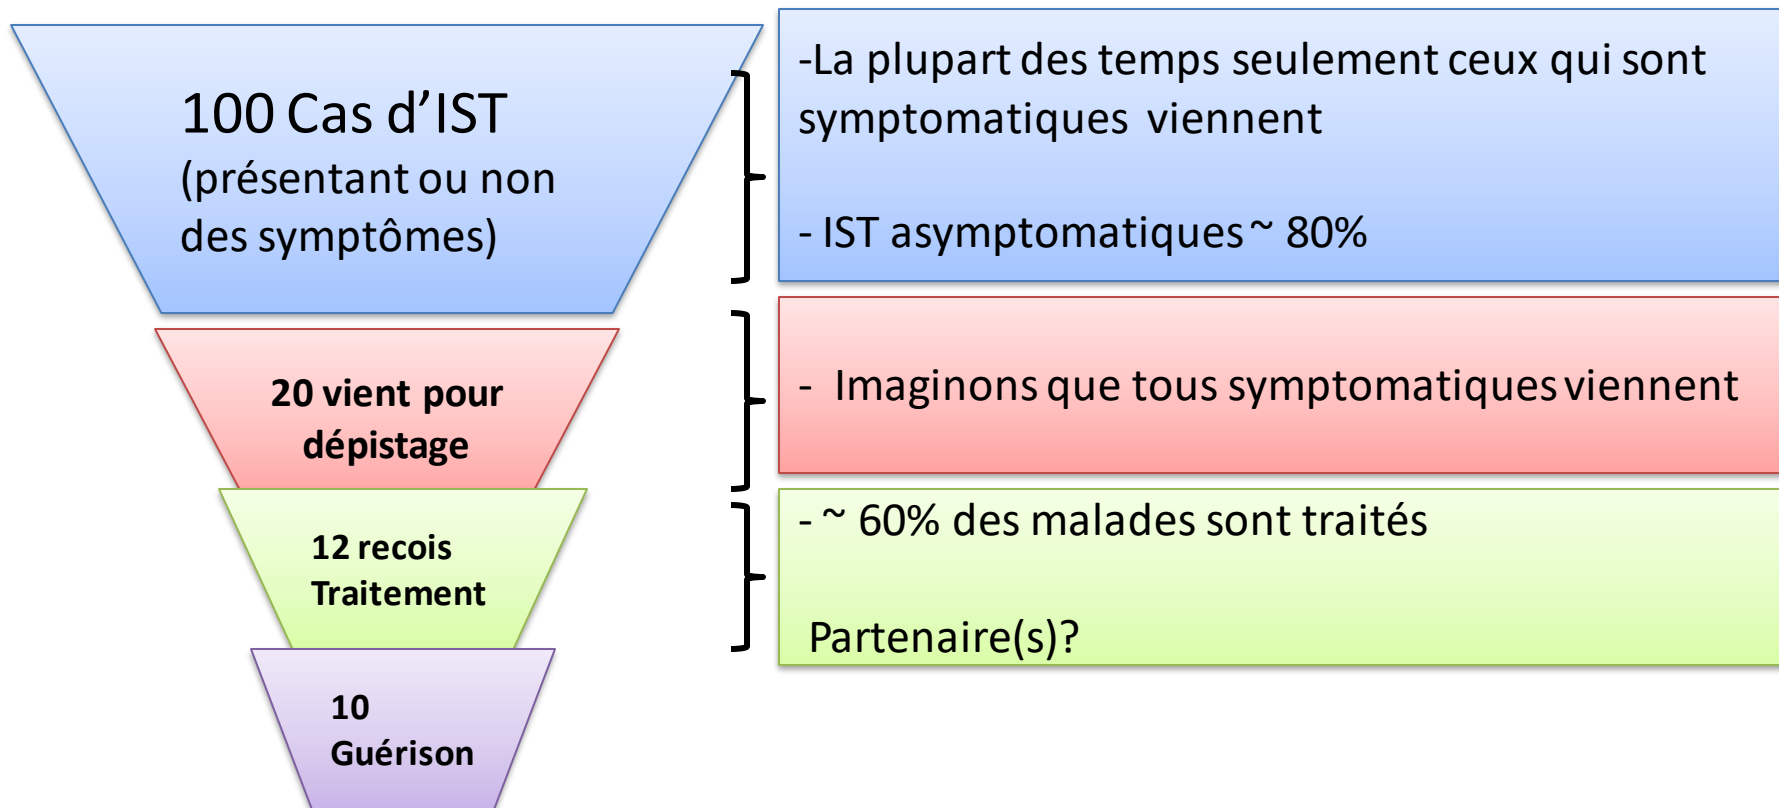 100 Cas d’IST
(présentant ou non
des symptômes)
-La plupart des temps seulement ceux qui sont
symptomatiques viennent
- IST asymptomatiques ~ 80%
20 vient pour
dépistage
- Imaginons que tous symptomatiques viennent
12 recois
Traitement
- ~ 60% des malades sont traités
Partenaire(s)?
10
Guérison